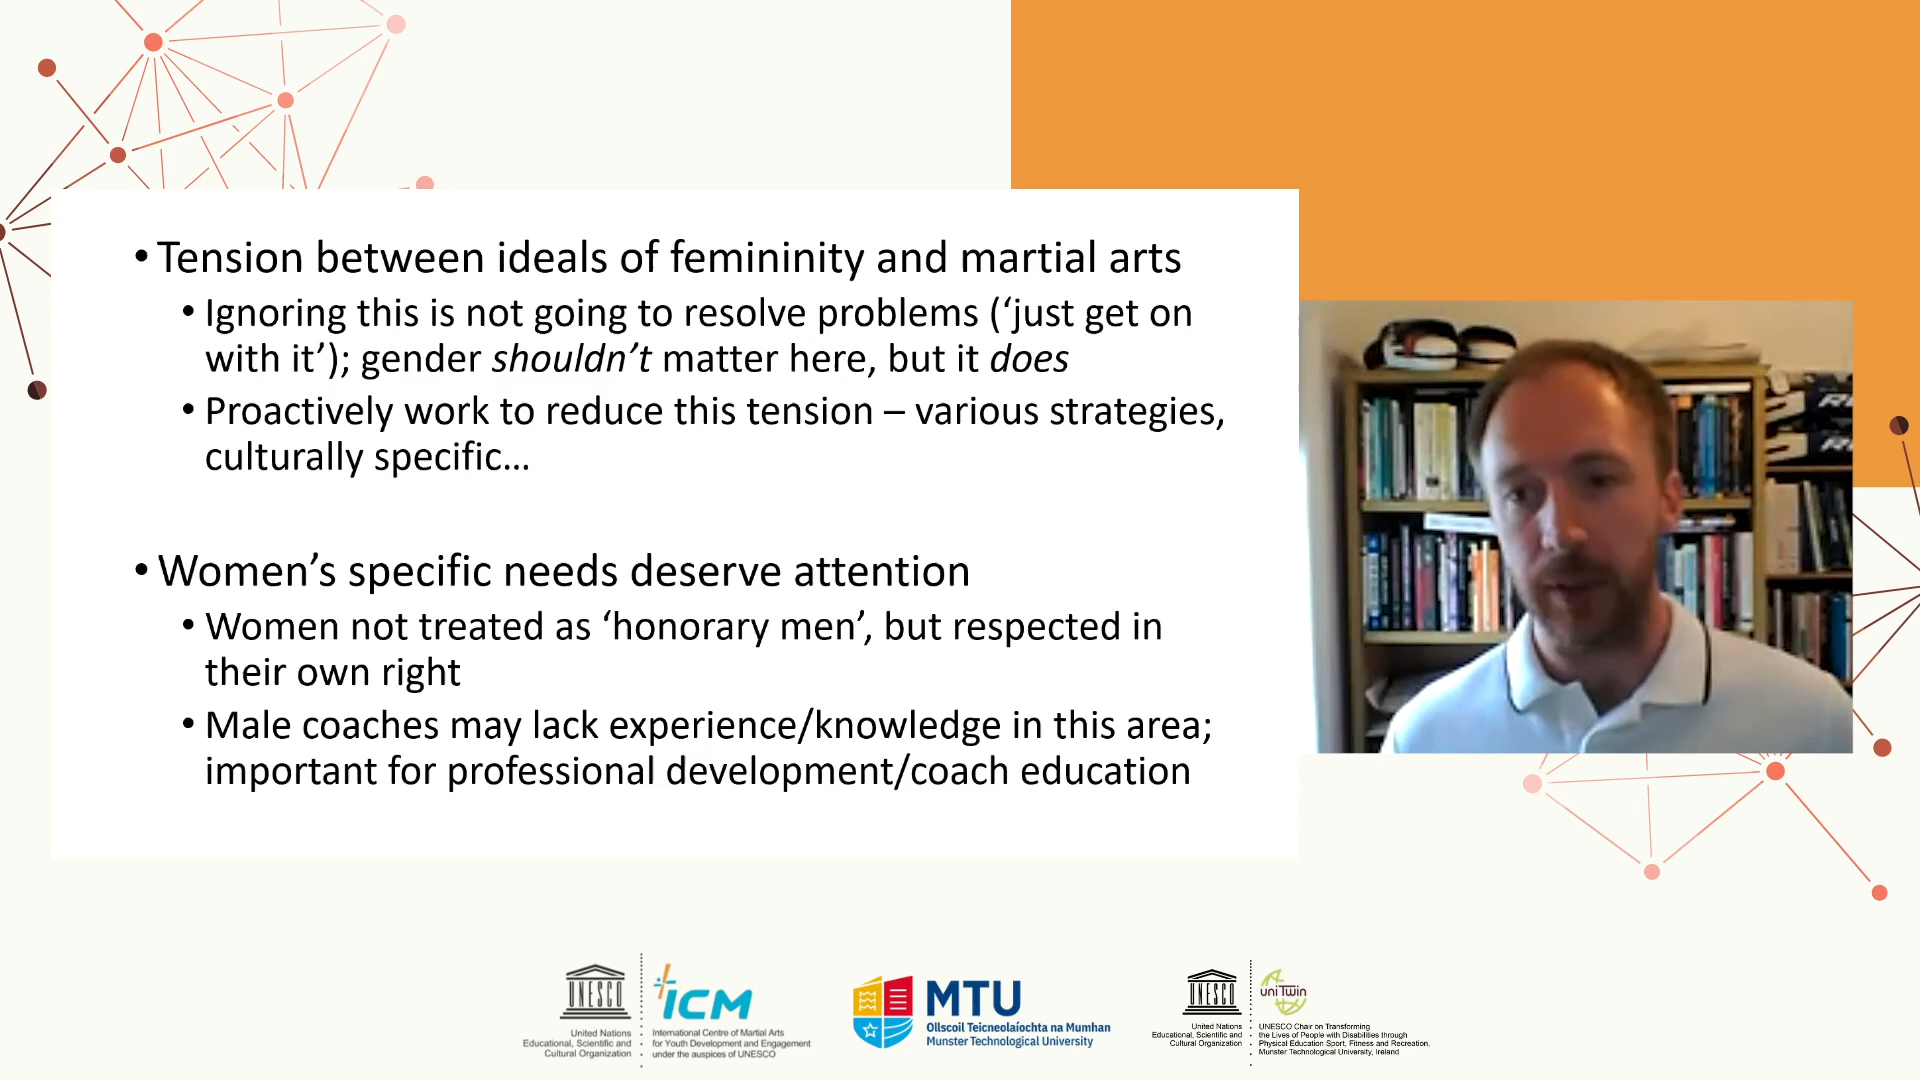 • Tension between ideals of femininity and martial arts
• Ignoring this is not going to resolve problems (‘just get on
with it’); gender shouldn’t matter here, but it does
• Proactively work to reduce this tension – various strategies,
culturally specific...
• Women’s specific needs deserve attention
• Women not treated as ‘honorary men’, but respected in
their own right
• Male coaches may lack experience/knowledge in this area;
important for professional development/coach education
UNESCO
United Nations
Educational, Scientific and
Cultural Organization
ICM
International Centre of Martial Arts
for Youth Development and Engagement
under the auspices of UNESCO
MTU
Ollscoil Teicneolaíochta na Mumhan
Munster Technological University
UNESCO
United Nations
Educational, Scientific and
Cultural Organization
uniTwin
UNESCO Chair on Transforming
the Lives of People with Disabilities through
Physical Education Sport, Fitness and Recreation,
Munster Technological University, Ireland